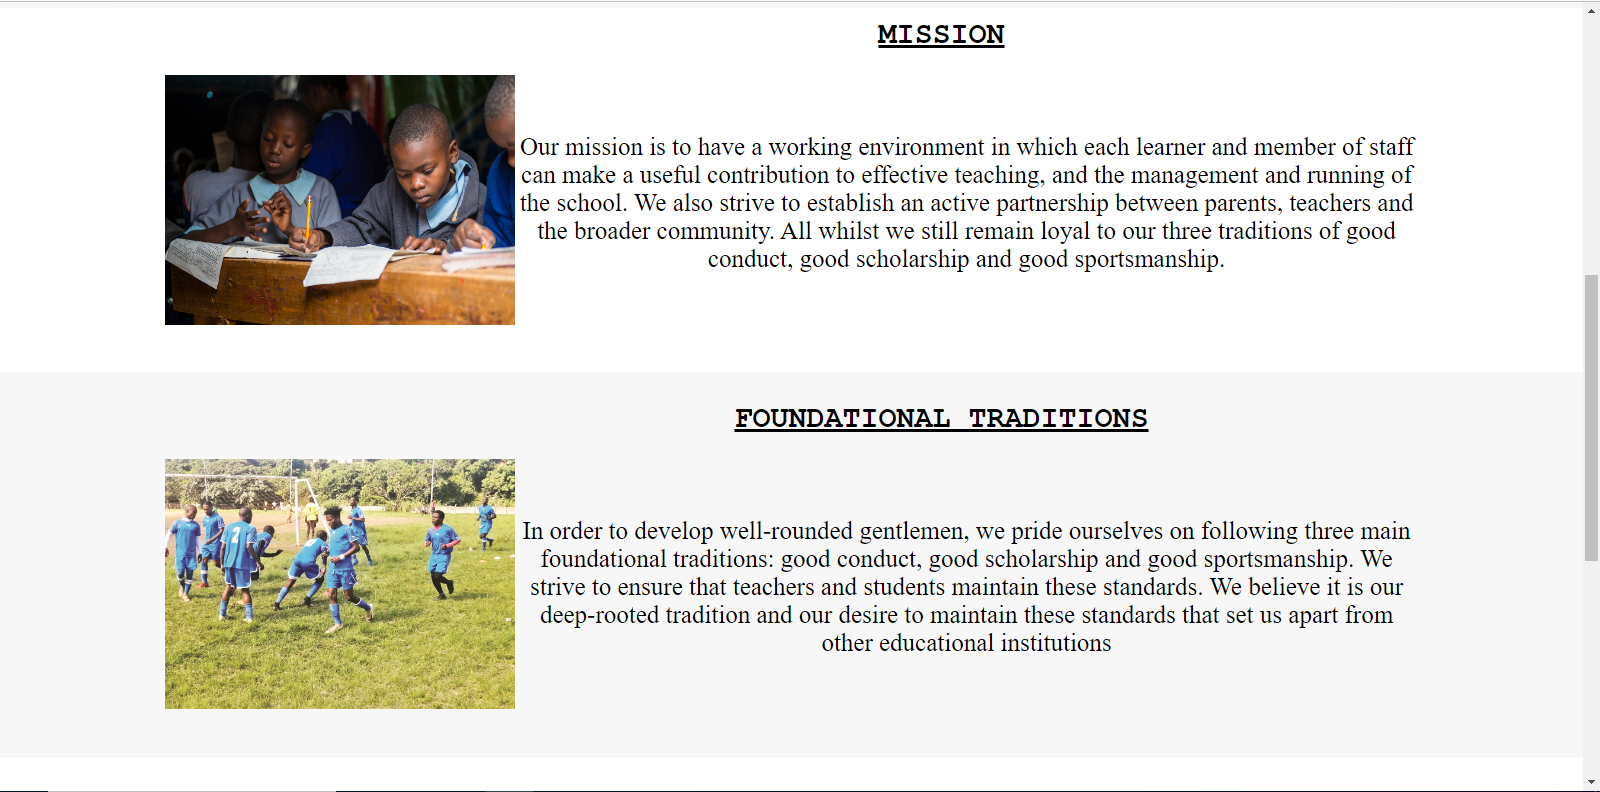 MISSION
Our mission is to have a working environment in which each learner and member of staff
can make a useful contribution to effective teaching, and the management and running of
the school. We also strive to establish an active partnership between parents, teachers and
the broader community. All whilst we still remain loyal to our three traditions of good
conduct, good scholarship and good sportsmanship.
FOUNDATIONAL TRADITIONS
2
In order to develop well-rounded gentlemen, we pride ourselves on following three main
foundational traditions: good conduct, good scholarship and good sportsmanship. We
strive to ensure that teachers and students maintain these standards. We believe it is our
deep-rooted tradition and our desire to maintain these standards that set us apart from
other educational institutions